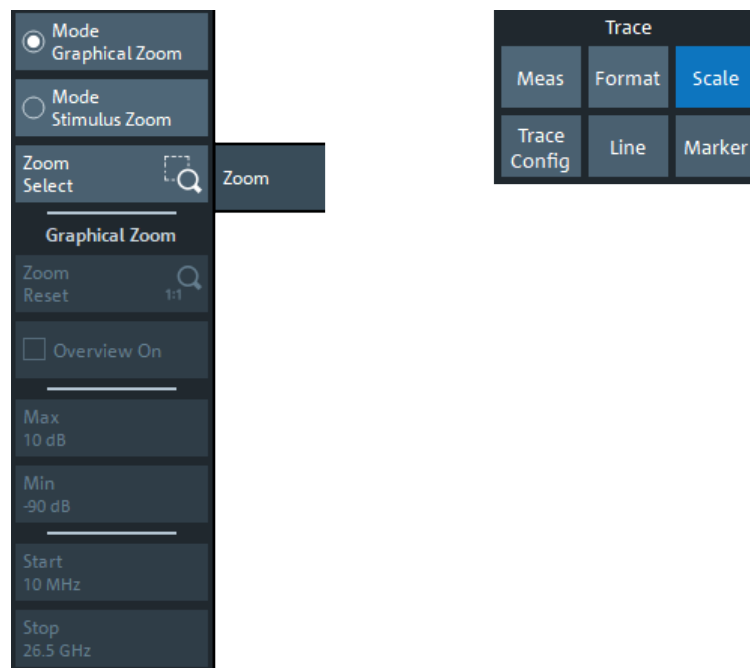 Mode
Graphical Zoom
Mode
Stimulus Zoom
Zoom
Select
Zoom
Graphical Zoom
Zoom
Reset
1:1
Overview On
Max
10 dB
Min
-90 dB
Start
10 MHz
Stop
26.5 GHz
Trace
Meas
Format
Scale
Trace
Config
Line
Marker